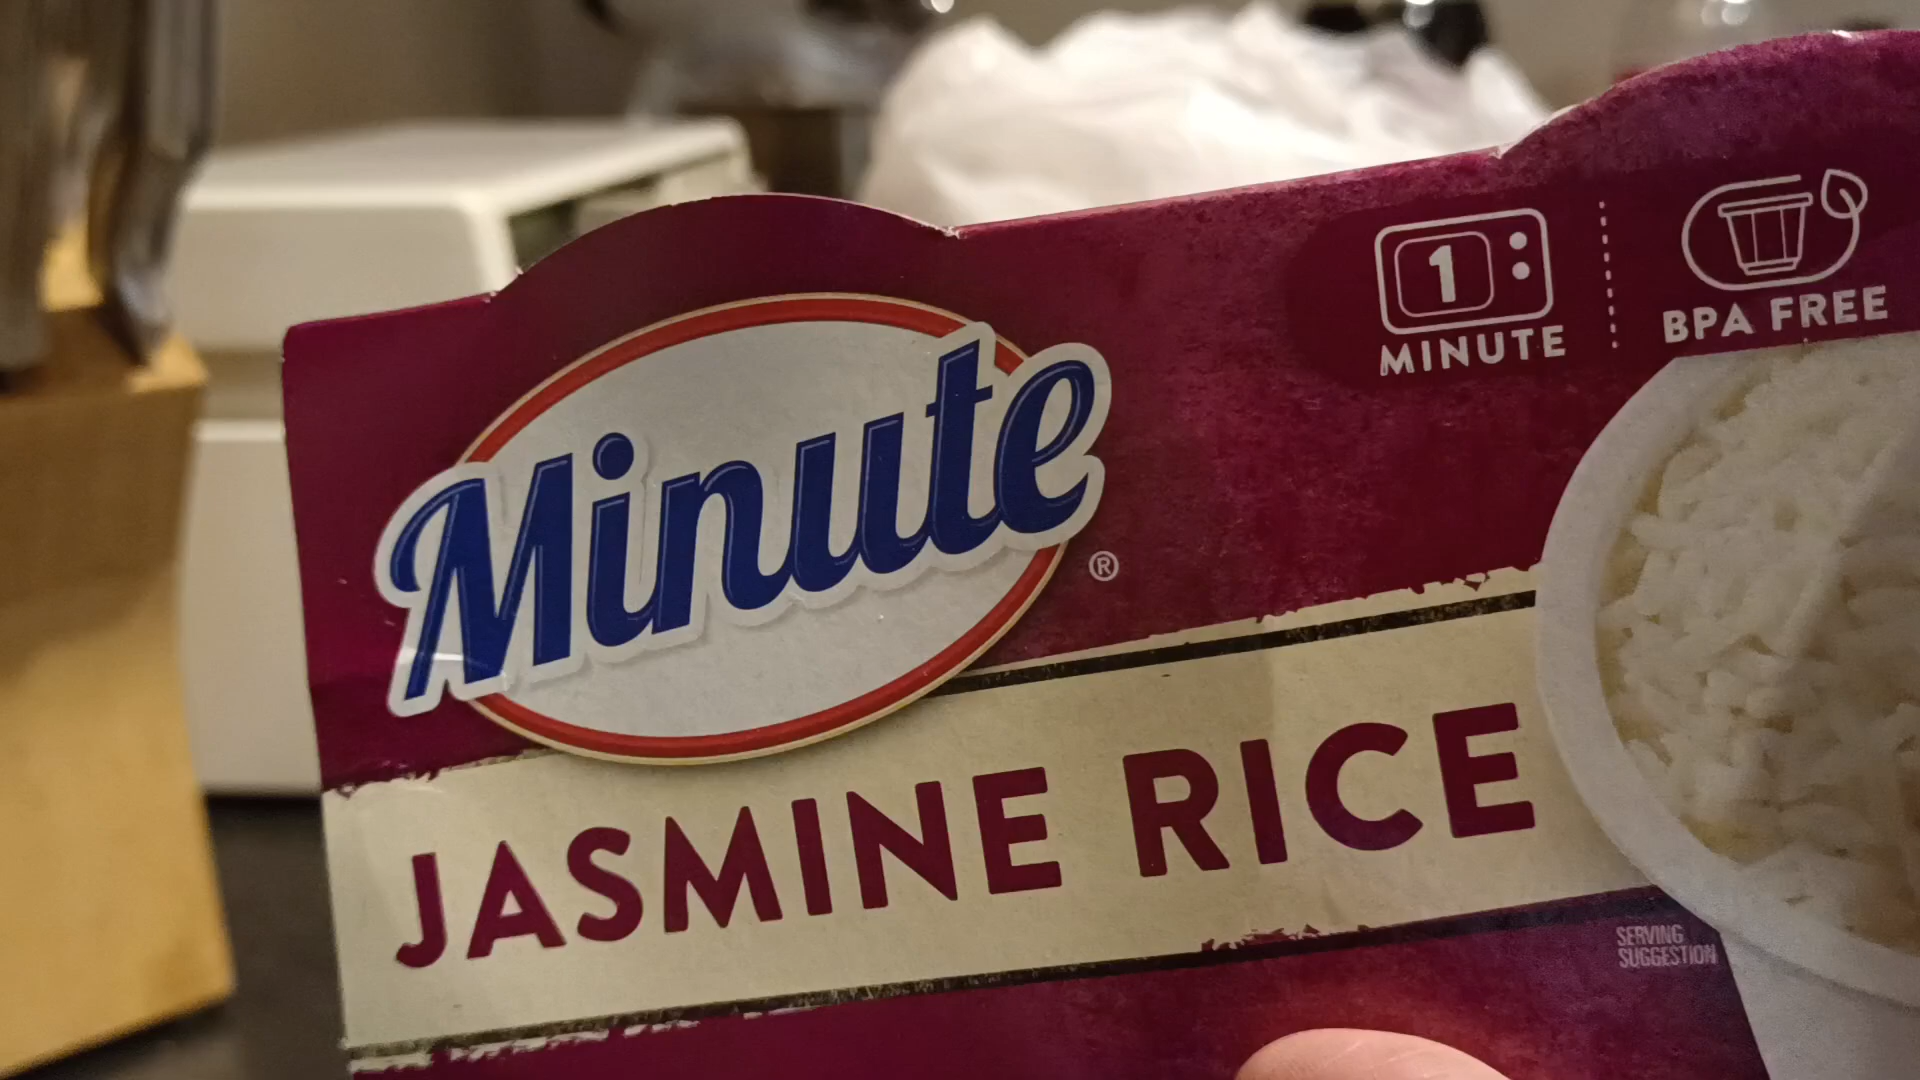 Minute®
1
MINUTE
BPA FREE
JASMINE RICE
SERVING
SUGGESTION